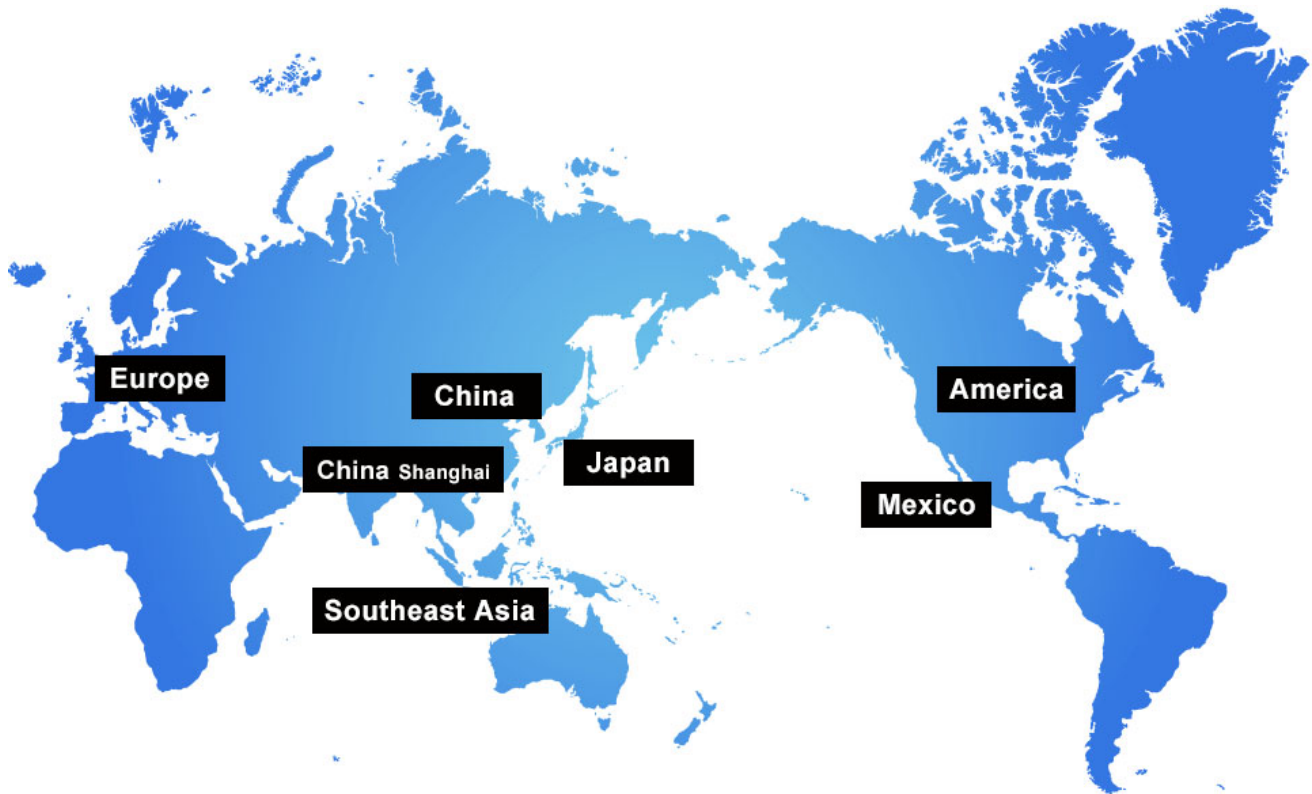 Europe
China
America
China Shanghai
Japan
Mexico
Southeast Asia